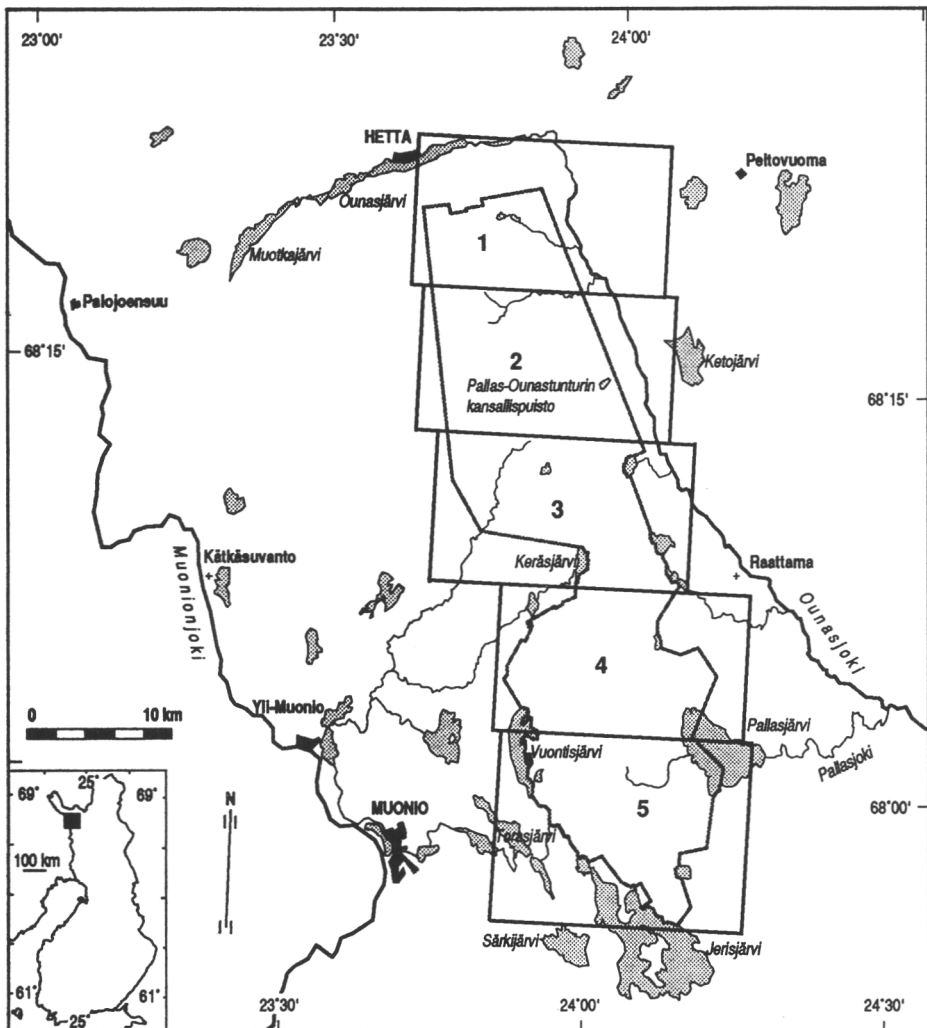 23°00'
23°30'
24°00'
HETTA
Peltovuoma
Ounasjärvi
Muotkajärvi
1
Palojoensuu
68°15'
2
Ketojärvi
Pallas-Ounastunturin
kansallispuisto
68°15'
3
Kätkäsuvanto
Keräsjärvi
Raattama
Muonionjoki
Ounasjoki
4
Yli-Muonio
0 10 km
Pallasjärvi
Vuontisjärvi
Pallasjoki
25°
69°
69°
N
5
68°00'
MUONIO
Torasjärvi
100 km
Särkijärvi
Jerisjärvi
61°
61°
25°
23°30'
24°00'
24°30'